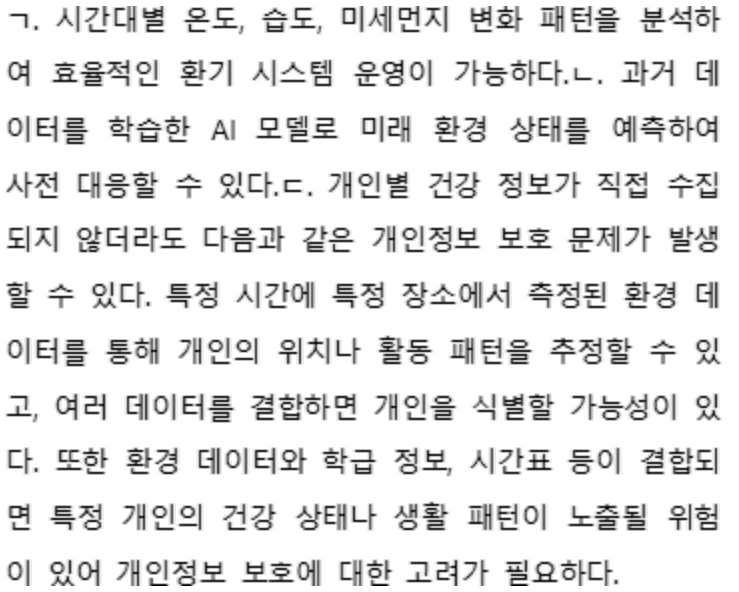 ㄱ. 시간대별 온도, 습도, 미세먼지 변화 패턴을 분석하
여 효율적인 환기 시스템 운영이 가능하다.ㄴ. 과거 데
이터를 학습한 AI 모델로 미래 환경 상태를 예측하여
사전 대응할 수 있다.ㄷ. 개인별 건강 정보가 직접 수집
되지 않더라도 다음과 같은 개인정보 보호 문제가 발생
할 수 있다. 특정 시간에 특정 장소에서 측정된 환경 데
이터를 통해 개인의 위치나 활동 패턴을 추정할 수 있
고, 여러 데이터를 결합하면 개인을 식별할 가능성이 있
다. 또한 환경 데이터와 학급 정보, 시간표 등이 결합되
면 특정 개인의 건강 상태나 생활 패턴이 노출될 위험
이 있어 개인정보 보호에 대한 고려가 필요하다.